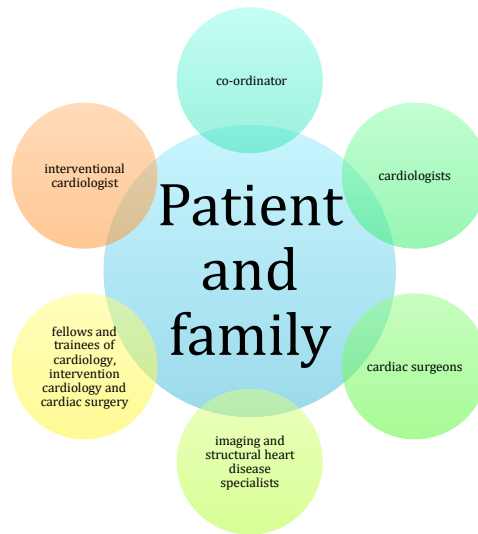 co-ordinator
cardiologists
cardiac surgeons
imaging and
structural heart
disease
specialists
fellows and
trainees of
cardiology,
intervention
cardiology and
cardiac surgery
interventional
cardiologist
Patient
and
family